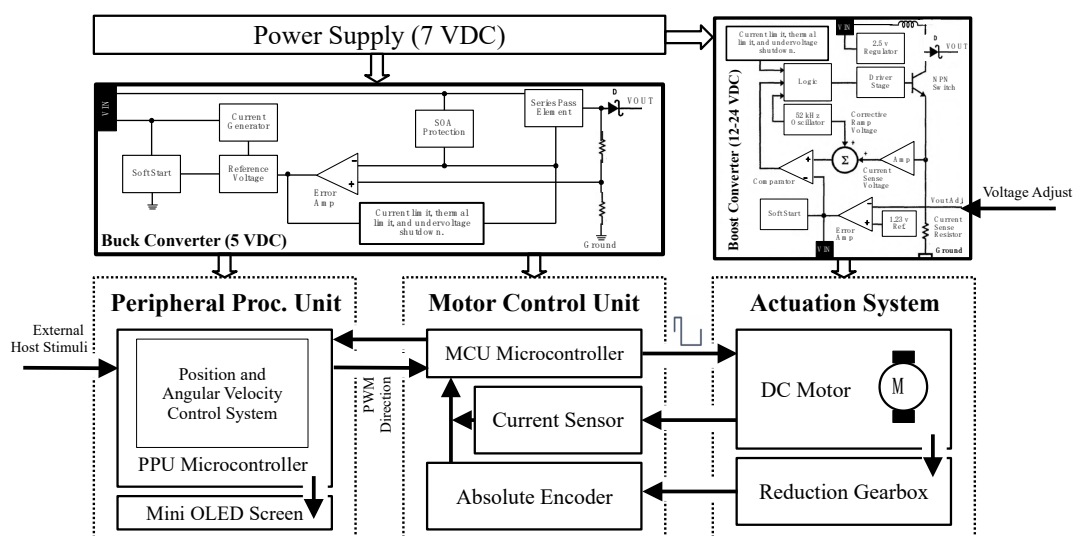 Power Supply (7 VDC)
VIN
Current
Generator
SoftStart
Reference
Voltage
SOA
Protection
Series Pass
Element
D
VOUT
Error
Amp
Current limit, thermal
limit, and undervoltage
shutdown.
Ground
Buck Converter (5 VDC)
Boost Converter (12-24 VDC)
Current limit, thermal
limit, and undervoltage
shutdown.
VIN
2.5 v
Regulator
D
VOUT
Logic
Driver
Stage
NPN
Switch
52 kHz
Oscillator
Corrective
Ramp
Voltage
+
+
Σ
Amp
Comparator
Current
Sense
Voltage
SoftStart
Error
Amp
1.23 v
Ref.
VoutAdj
Current
Sense
Resistor
VIN
Ground
Voltage Adjust
Peripheral Proc. Unit
Motor Control Unit
Actuation System
External
Host Stimuli
Position and
Angular Velocity
Control System
PPU Microcontroller
Mini OLED Screen
PWM
Direction
MCU Microcontroller
Current Sensor
Absolute Encoder
DC Motor
M
Reduction Gearbox